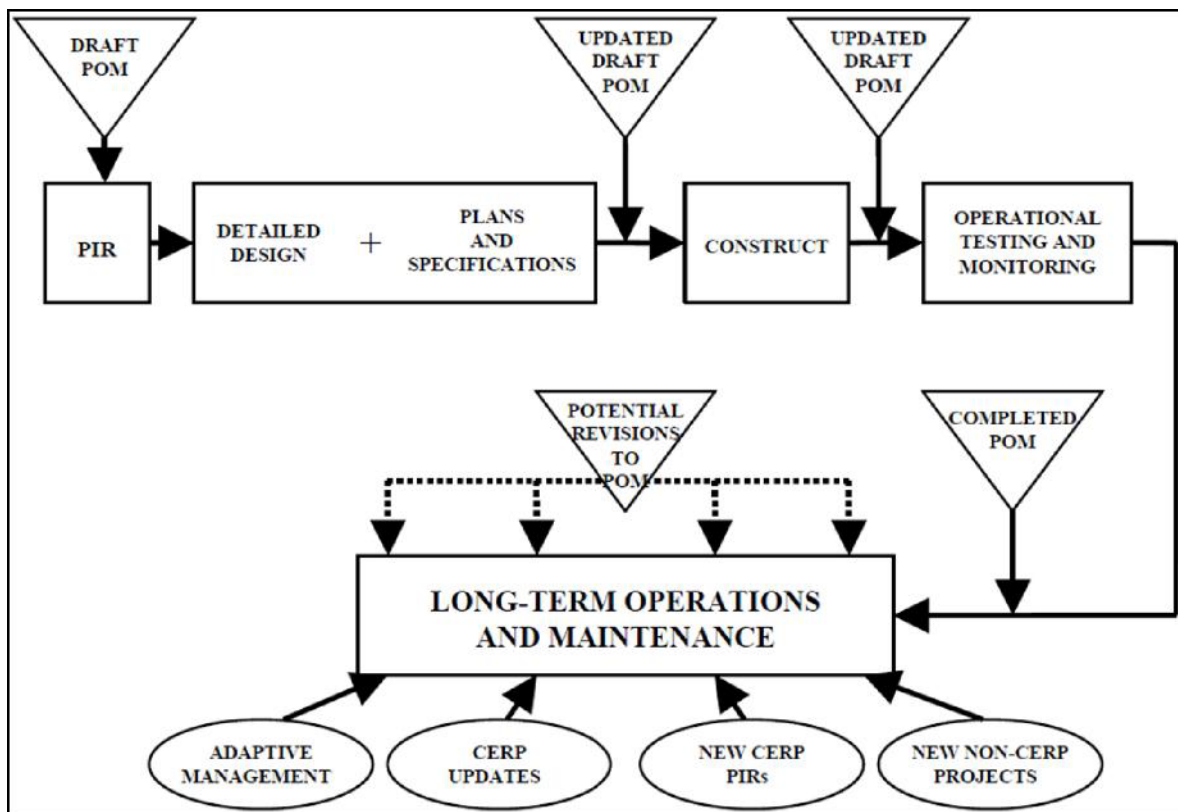 DRAFT
POM
UPDATED
DRAFT
POM
UPDATED
DRAFT
POM
PIR
DETAILED
DESIGN
+
PLANS
AND
SPECIFICATIONS
CONSTRUCT
OPERATIONAL
TESTING AND
MONITORING
POTENTIAL
REVISIONS
TO
POM
COMPLETED
POM
LONG-TERM OPERATIONS
AND MAINTENANCE
ADAPTIVE
MANAGEMENT
CERP
UPDATES
NEW CERP
PIRs
NEW NON-CERP
PROJECTS